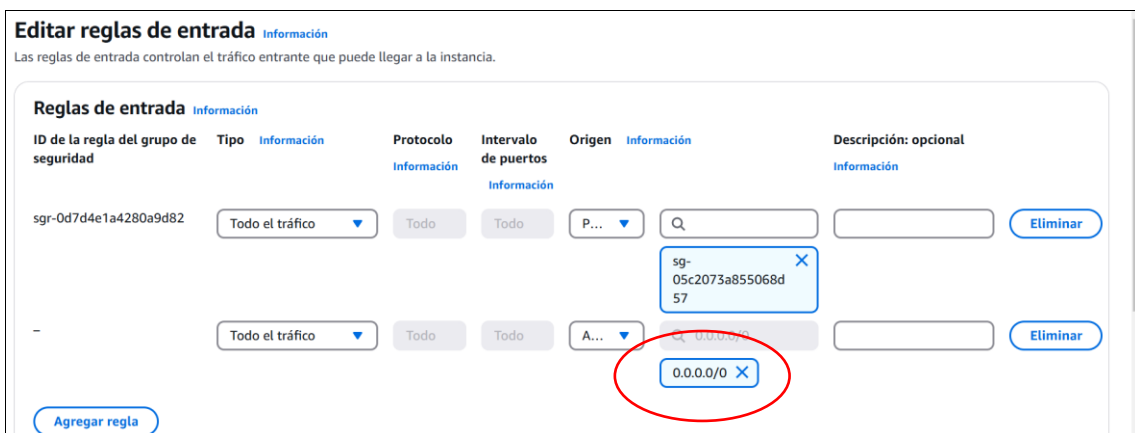 Editar reglas de entrada Información
Las reglas de entrada controlan el tráfico entrante que puede llegar a la instancia.
Reglas de entrada Información
ID de la regla del grupo de seguridad
Tipo Información
Protocolo
Información
Intervalo de puertos
Información
Origen Información
Descripción: opcional
Información
sgr-0d7d4e1a4280a9d82
Todo el tráfico
Todo
Todo
P...
Eliminar
sg-
05c2073a855068d
57
–
Todo el tráfico
Todo
Todo
A...
0.0.0.0/0
Eliminar
0.0.0.0/0
Agregar regla